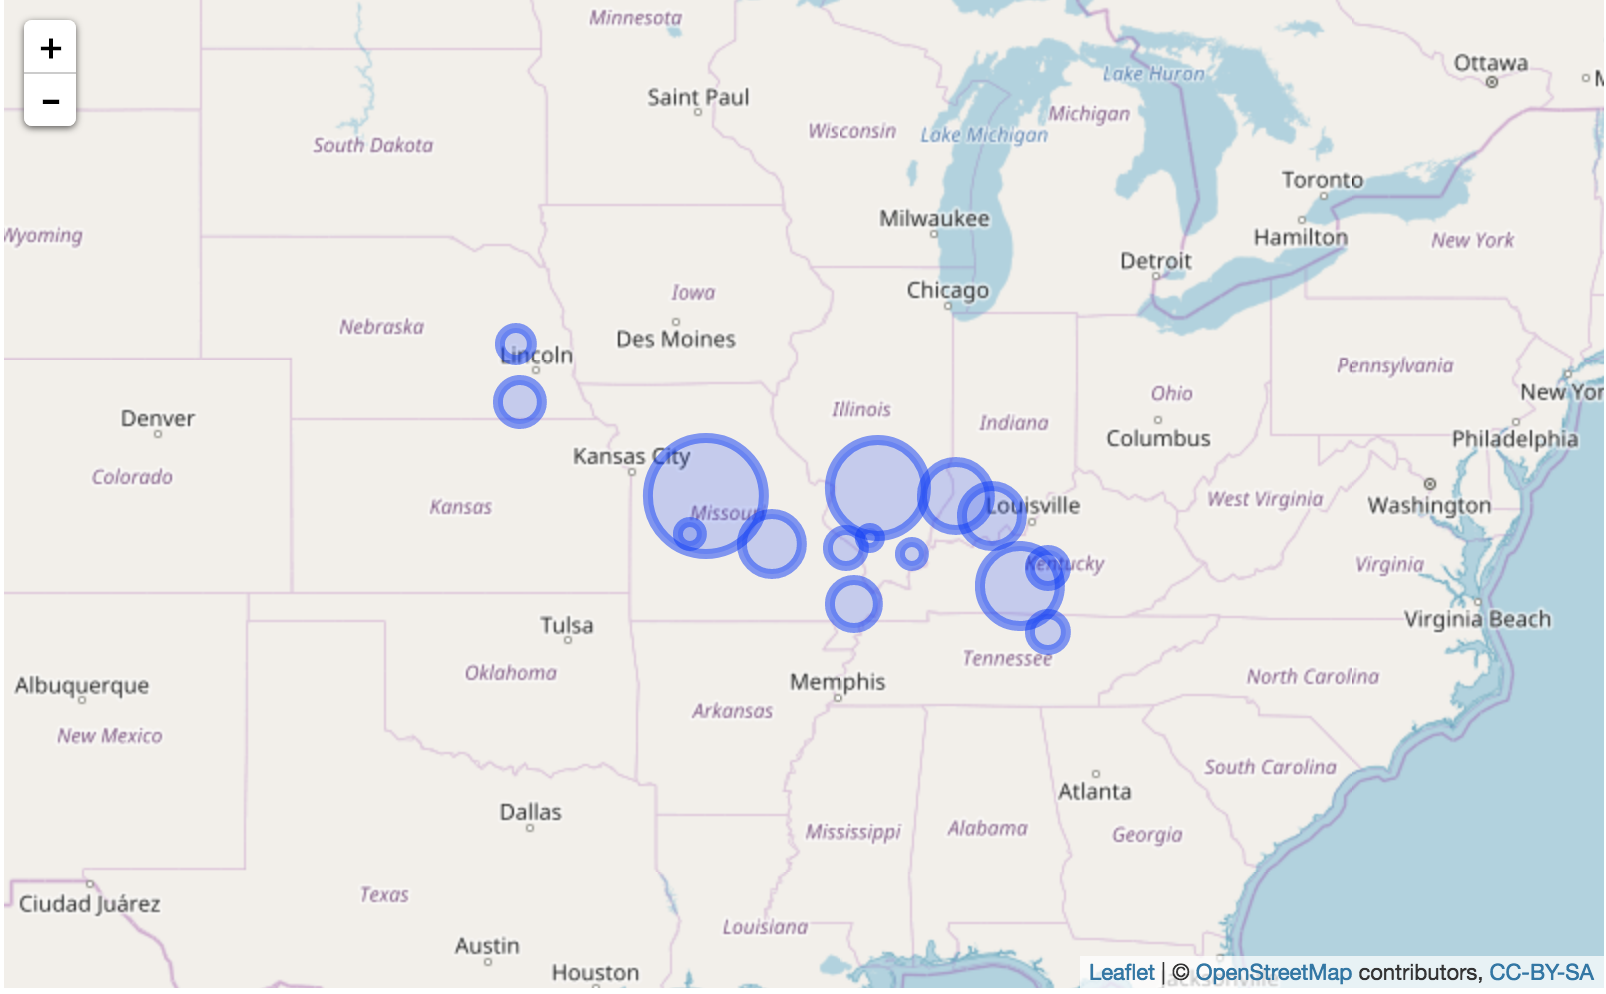 +
−
Minnesota
Lake Huron
Ottawa
M
Saint Paul
Michigan
Wisconsin
Lake Michigan
South Dakota
Toronto
Milwaukee
Wyoming
Hamilton
New York
Detroit
Chicago
Iowa
Nebraska
Des Moines
Lincoln
Pennsylvania
Ohio
New Yor
Illinois
Denver
Indiana
Columbus
Philadelphia
Kansas City
Colorado
West Virginia
Kansas
Louisville
Washington
Missour
Kentucky
Virginia
Virginia Beach
Tulsa
Tennessee
Oklahoma
North Carolina
Memphis
Albuquerque
Arkansas
New Mexico
South Carolina
Atlanta
Dallas
Mississippi
Alabama
Georgia
Texas
Ciudad Juárez
Louisiana
Austin
Houston
Leaflet | © OpenStreetMap contributors, CC-BY-SA
Jacksonville